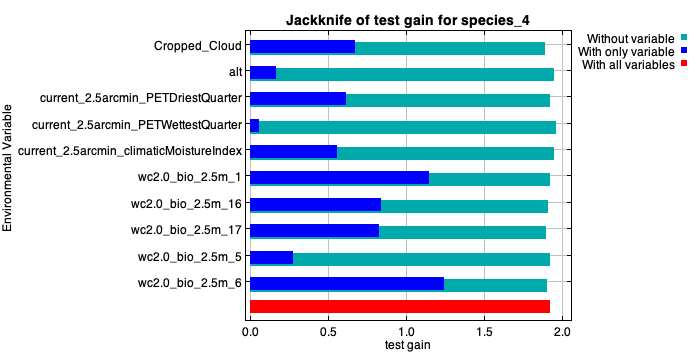 Jackknife of test gain for species_4
Without variable
With only variable
With all variables
Environmental Variable
Cropped_Cloud
alt
current_2.5arcmin_PETDriestQuarter
current_2.5arcmin_PETWettestQuarter
current_2.5arcmin_climaticMoistureIndex
wc2.0_bio_2.5m_1
wc2.0_bio_2.5m_16
wc2.0_bio_2.5m_17
wc2.0_bio_2.5m_5
wc2.0_bio_2.5m_6
0.0 0.5 1.0 1.5 2.0
test gain